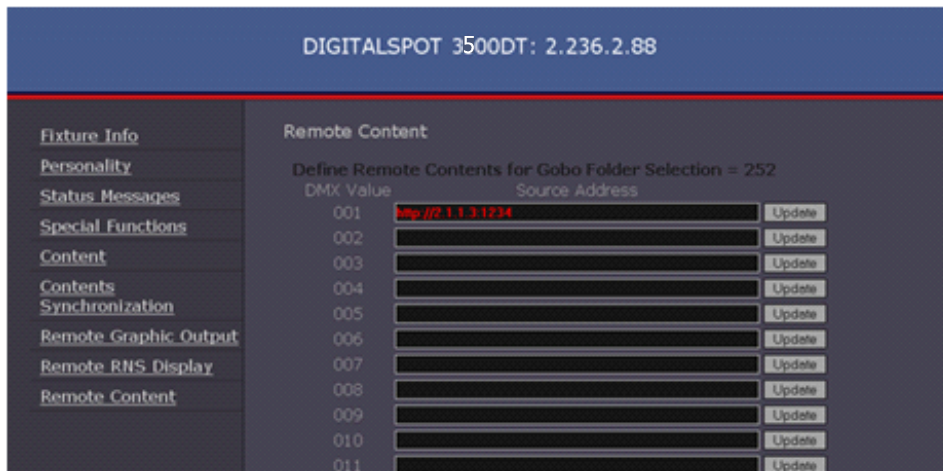 DIGITALSPOT 3500DT: 2.236.2.88
Fixture Info
Personality
Status Messages
Special Functions
Content
Contents
Synchronization
Remote Graphic Output
Remote RNS Display
Remote Content
Remote Content
Define Remote Contents for Gobo Folder Selection = 252
DMX Value Source Address
001 http://2.1.1.3:1234 Update
002 Update
003 Update
004 Update
005 Update
006 Update
007 Update
008 Update
009 Update
010 Update
011 Update